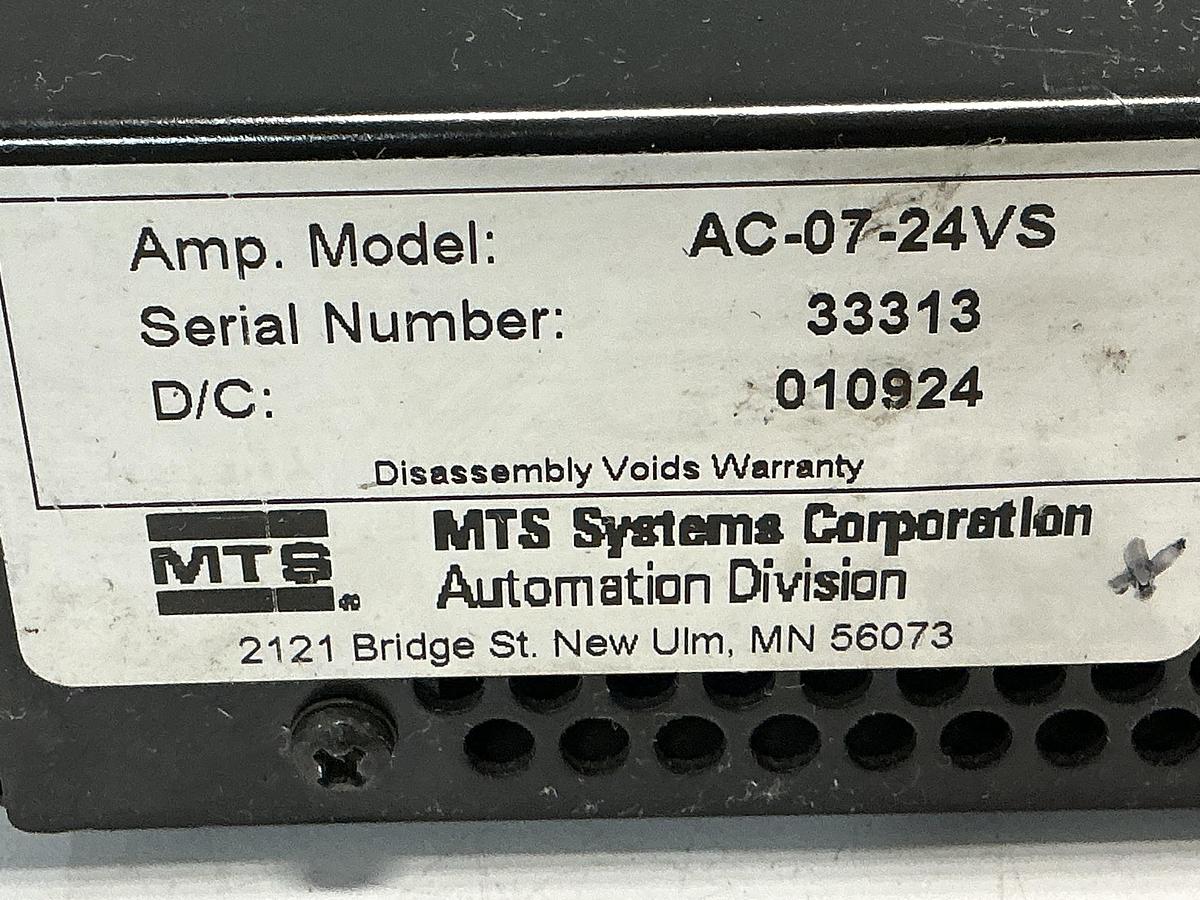 Amp. Model: AC-07-24VS
Serial Number: 33313
D/C: 010924
Disassembly Voids Warranty
MTS® MTS Systems Corporation
Automation Division
2121 Bridge St. New Ulm, MN 56073